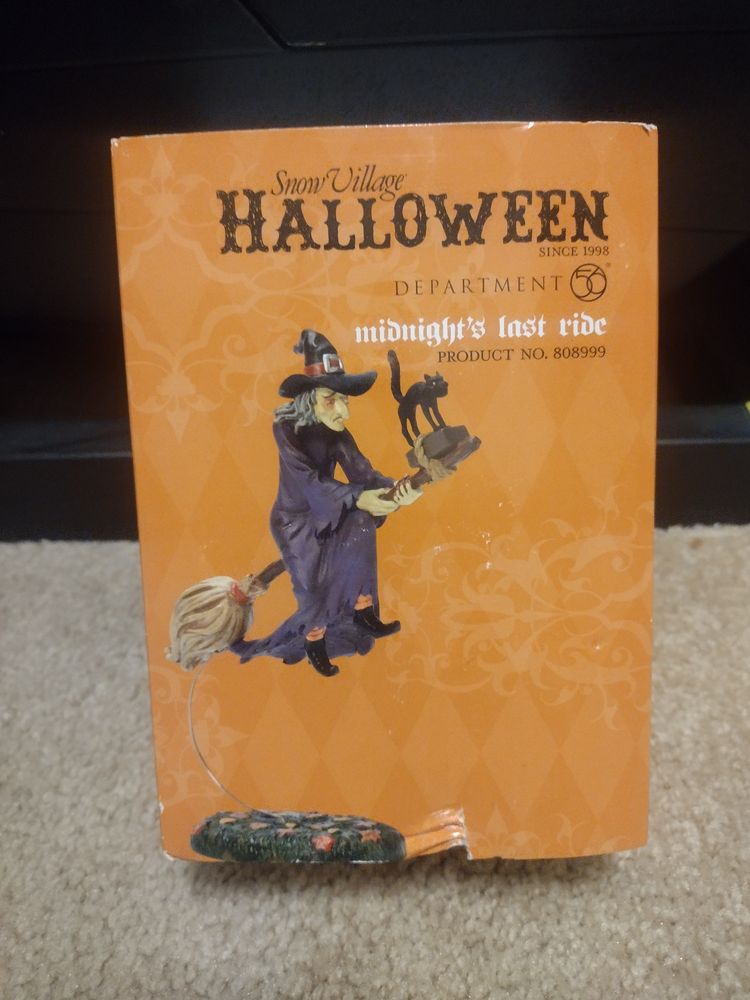 Snow Village
HALLOWEEN
SINCE 1998
DEPARTMENT 56
midnight's last ride
PRODUCT NO. 808999